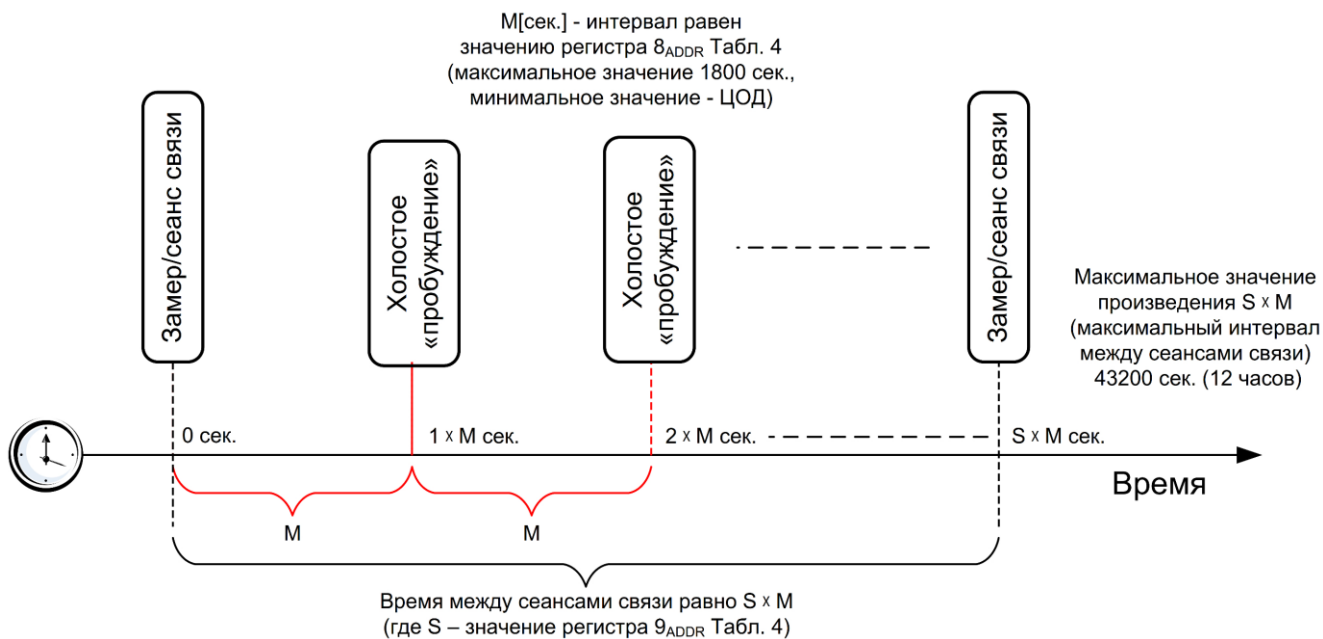 M[сек.] - интервал равен
значению регистра 8ADDR Табл. 4
(максимальное значение 1800 сек.,
минимальное значение - ЦОД)
Замер/сеанс связи
Холостое
«пробуждение»
Холостое
«пробуждение»
Замер/сеанс связи
Максимальное значение
произведения S x M
(максимальный интервал
между сеансами связи)
43200 сек. (12 часов)
0 сек.
1 x M сек.
2 x M сек.
S x M сек.
Время
M
M
Время между сеансами связи равно S x M
(где S – значение регистра 9ADDR Табл. 4)